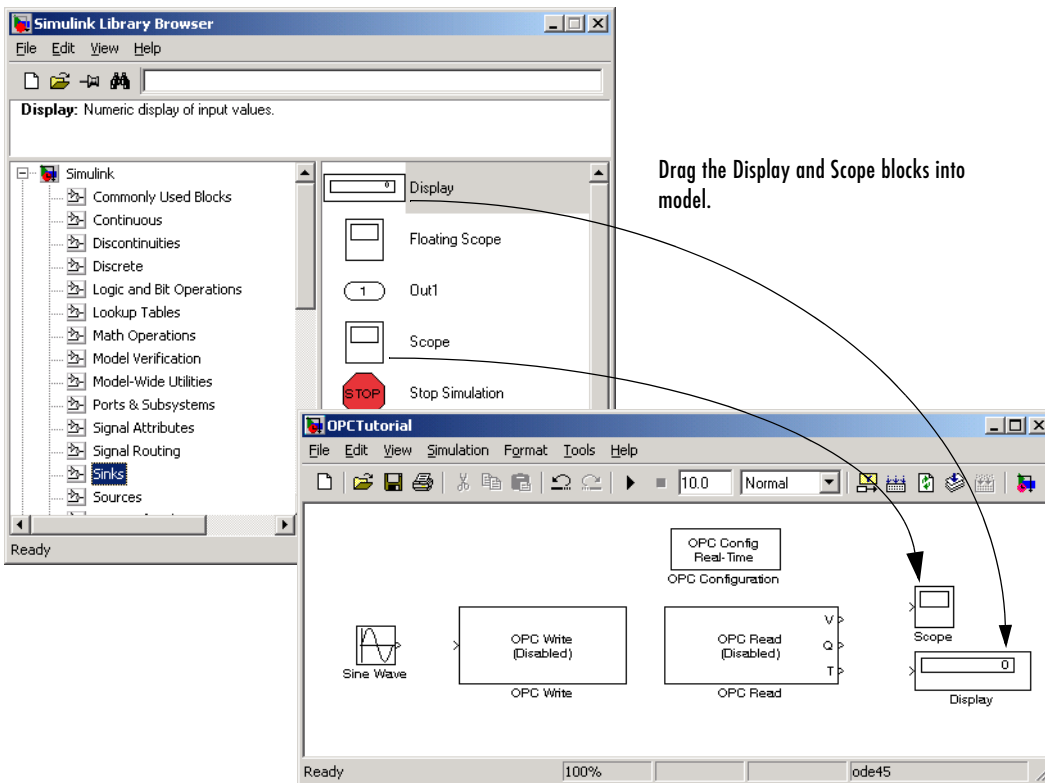 Simulink Library Browser
File Edit View Help
Display: Numeric display of input values.
Simulink
Commonly Used Blocks
Continuous
Discontinuities
Discrete
Logic and Bit Operations
Lookup Tables
Math Operations
Model Verification
Model-Wide Utilities
Ports & Subsystems
Signal Attributes
Signal Routing
Sinks
Sources
Ready
0
Display
Floating Scope
1
Out1
Scope
STOP
Stop Simulation
Drag the Display and Scope blocks into
model.
OPCTutorial
File Edit View Simulation Format Tools Help
10.0 Normal
OPC Config
Real-Time
OPC Configuration
Sine Wave
OPC Write
(Disabled)
OPC Write
OPC Read
(Disabled)
V
Q
T
OPC Read
Scope
0
Display
Ready 100% ode45